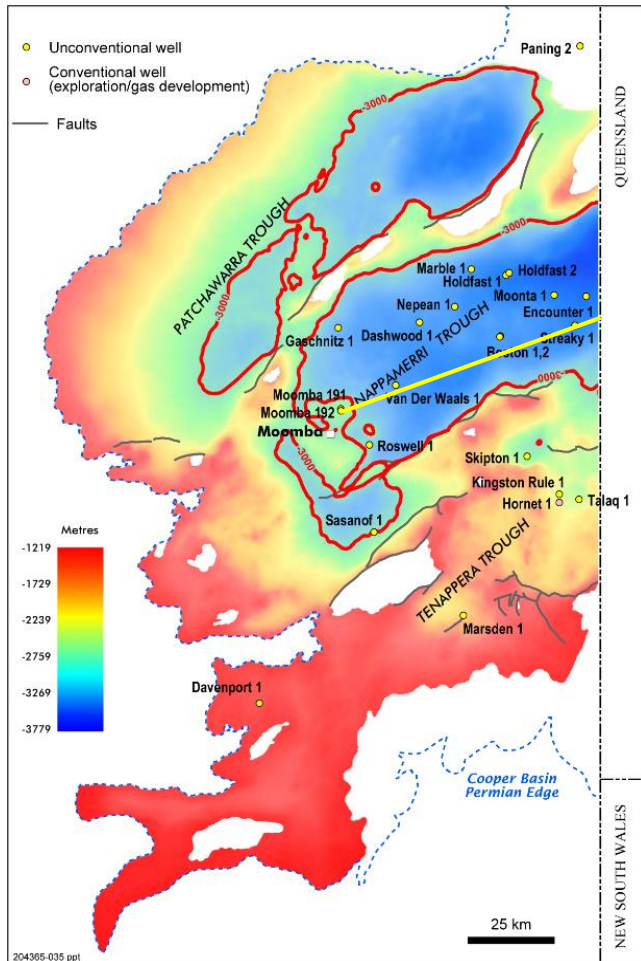 Unconventional well
Conventional well
(exploration/gas development)
Faults
Paning 2
QUEENSLAND
-3000
PATCHAWARRA TROUGH
-3000
-3000
Marble 1
Holdfast 2
Holdfast 1
Moonta 1
Nepean 1
Encounter 1
Gaschnitz 1
Dashwood 1
NAPPAMERRI TROUGH
Streaky 1
Boston 1,2
-3000
Moomba 191
Van Der Waals 1
Moomba 192
Moomba
Roswell 1
-3000
Skipton 1
Kingston Rule 1
Hornet 1
Talaq 1
Sasanof 1
Metres
-1219
-1729
-2239
-2759
-3269
-3779
TENAPPERA TROUGH
Marsden 1
Davenport 1
Cooper Basin
Permian Edge
NEW SOUTH WALES
25 km
204365-035 ppt